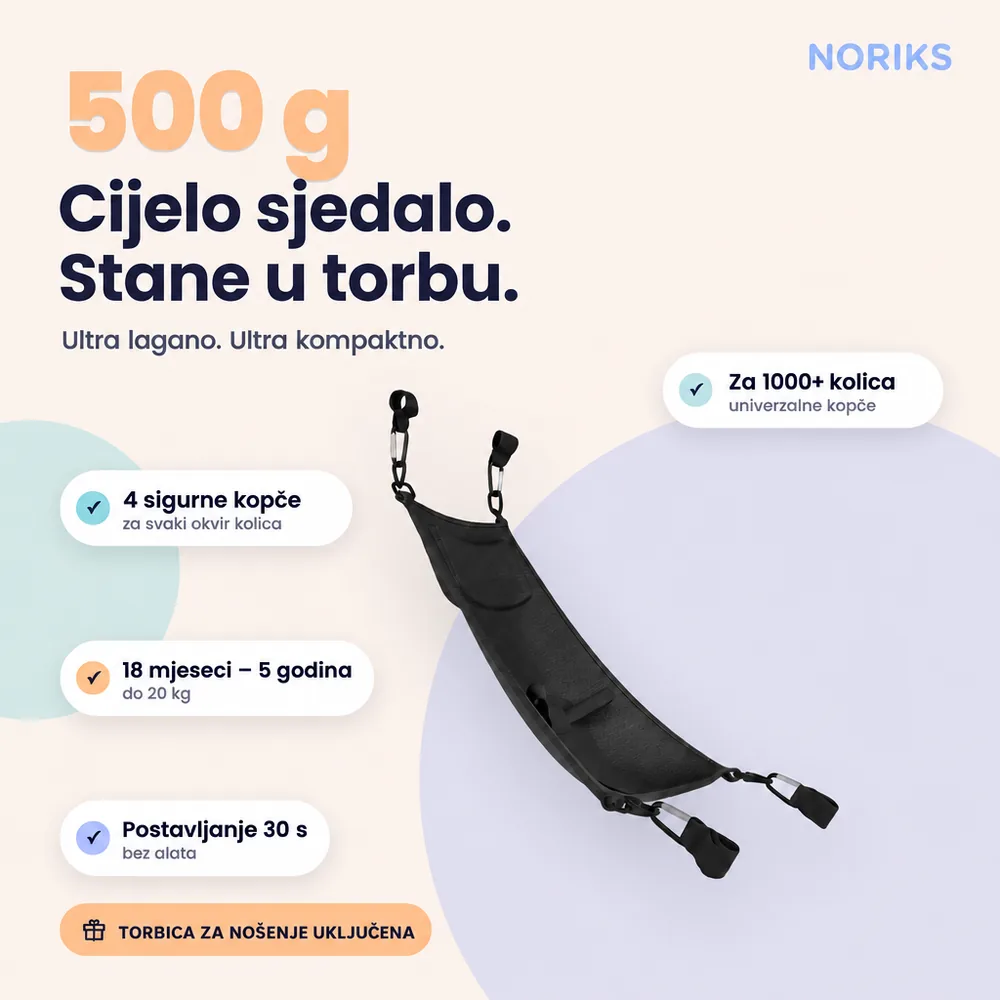 NORIKS
500 g
Cijelo sjedalo.
Stane u torbu.
Ultra lagano. Ultra kompaktno.
Za 1000+ kolica
univerzalne kopče
4 sigurne kopče
za svaki okvir kolica
18 mjeseci – 5 godina
do 20 kg
Postavljanje 30 s
bez alata
TORBICA ZA NOŠENJE UKLJUČENA